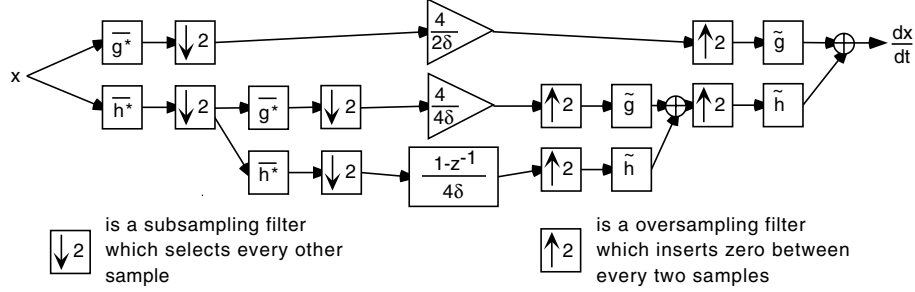 x
g* ↓2 4/2δ ↑2 g̃ dx/dt
h* ↓2 g* ↓2 4/4δ ↑2 g̃ ↑2 h̃
h* ↓2 1-z⁻¹/4δ ↑2 h̃
↓2 is a subsampling filter
which selects every other
sample
↑2 is a oversampling filter
which inserts zero between
every two samples